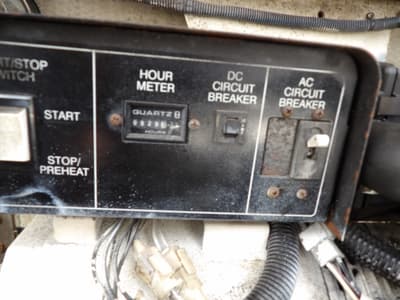 START/STOP
SWITCH
START
STOP/
PREHEAT
HOUR
METER
QUARTZ
HOURS
DC
CIRCUIT
BREAKER
AC
CIRCUIT
BREAKER